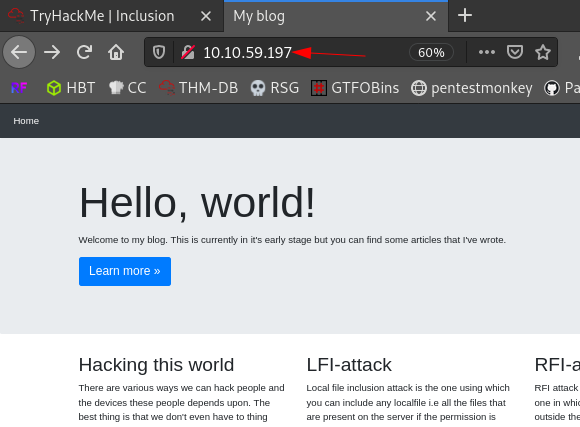 TryHackMe | Inclusion
My blog
10.10.59.197
60%
HBT
CC
THM-DB
RSG
GTFOBins
pentestmonkey
Home
Hello, world!
Welcome to my blog. This is currently in it's early stage but you can find some articles that I've wrote.
Learn more »
Hacking this world
There are various ways we can hack people and
the devices these people depends upon. The
best thing is that we don't even have to thing
LFI-attack
Local file inclusion attack is the one using which
you can include any localfile i.e all the files that
are present on the server if the permission is
RFI-a
RFI attack
one in which
outside the